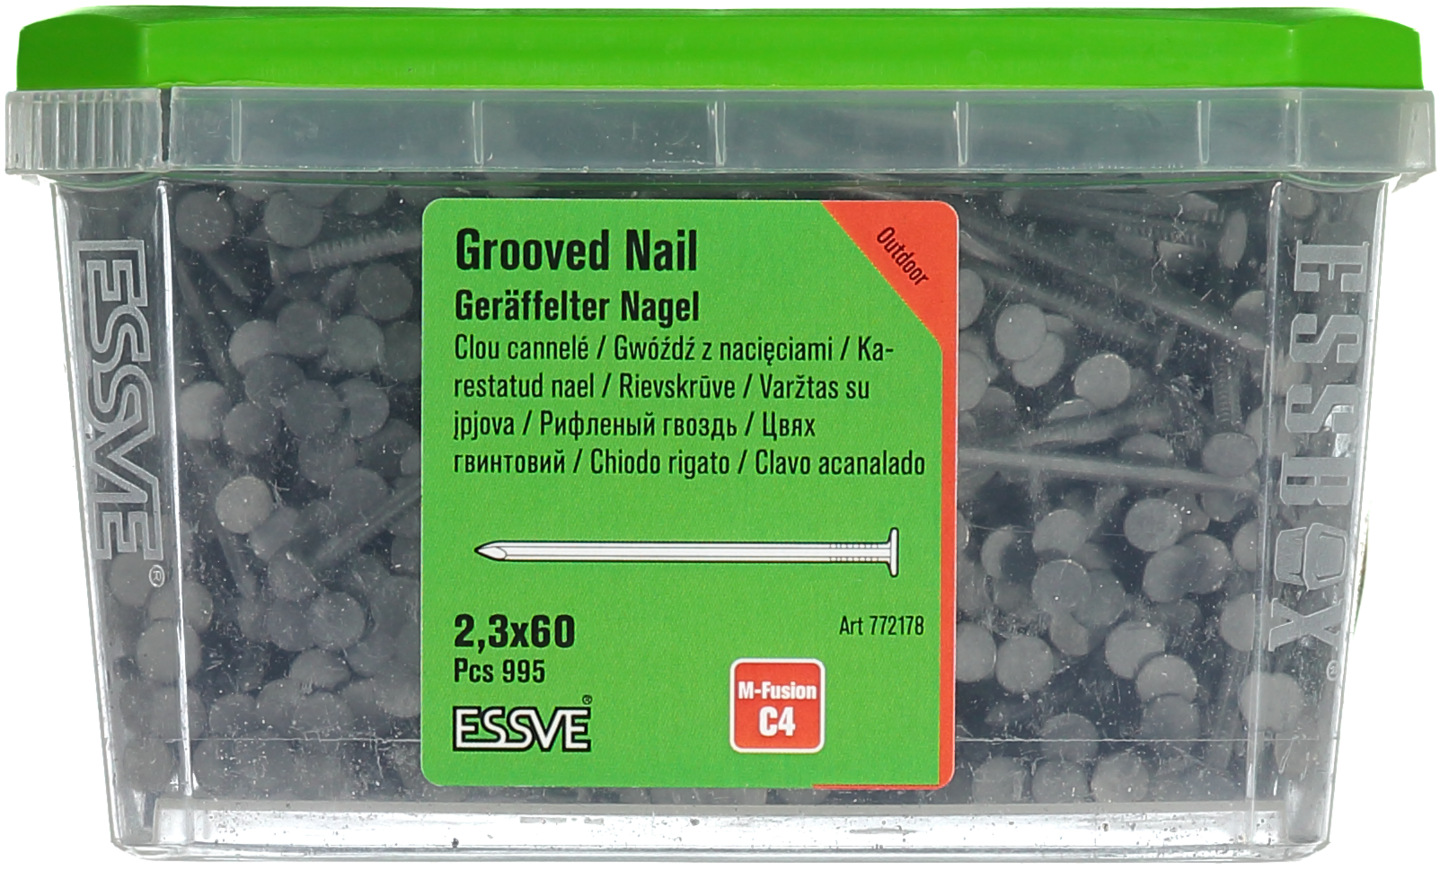 Grooved Nail
Outdoor
Geräffelter Nagel
Clou cannelé / Gwóźdź z nacięciami / Ka-
restatud nael / Rievskrūve / Varžtas su
įpjova / Рифленый гвоздь / Цвях
гвинтовий / Chiodo rigato / Clavo acanalado
2,3x60
Art 772178
Pcs 995
M-Fusion
C4
ESSVE®
ESSVE®
ESSBOX®